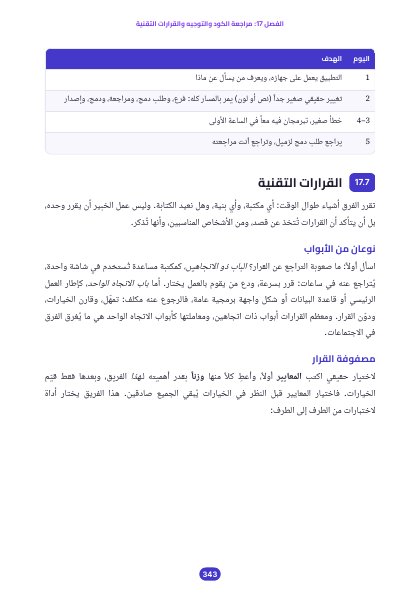 الفصل 17: مراجعة الكود والتوجيه والقرارات التقنية
اليوم الهدف
1 التطبيق يعمل على جهازه، ويعرف من يسأل عن ماذا
2 تغيير حقيقي صغير جداً (نص أو لون) يمر بالمسار كله: فرع، وطلب دمج، ومراجعة، ودمج، وإصدار
3–4 خطأ صغير، تبرمجان فيه معاً في الساعة الأولى
5 يراجع طلب دمج لزميل، وتراجع أنت مراجعته
17.7 القرارات التقنية
تقرر الفرق أشياء طوال الوقت: أي مكتبة، وأي بنية، وهل نعيد الكتابة. وليس عمل الخبير أن يقرر وحده،
بل أن يتأكد أن القرارات تُتخذ عن قصد، ومن الأشخاص المناسبين، وأنها تُذكر.
نوعان من الأبواب
اسأل أولاً: ما صعوبة التراجع عن القرار؟ الباب ذو الاتجاهين، كمكتبة مساعدة تُستخدم في شاشة واحدة،
يُتراجع عنه في ساعات: قرر بسرعة، ودع من يقوم بالعمل يختار. أما باب الاتجاه الواحد، كإطار العمل
الرئيسي أو قاعدة البيانات أو شكل واجهة برمجية عامة، فالرجوع عنه مكلف: تمهّل، وقارن الخيارات،
ودوّن القرار. ومعظم القرارات أبواب ذات اتجاهين، ومعاملتها كأبواب الاتجاه الواحد هي ما يُغرق الفرق
في الاجتماعات.
مصفوفة القرار
لاختيار حقيقي اكتب المعايير أولاً، وأعطِ كلاً منها وزناً بقدر أهميته لهذا الفريق، وبعدها فقط قيّم
الخيارات. فاختيار المعايير قبل النظر في الخيارات يُبقي الجميع صادقين. هذا الفريق يختار أداة
لاختبارات من الطرف إلى الطرف:
343